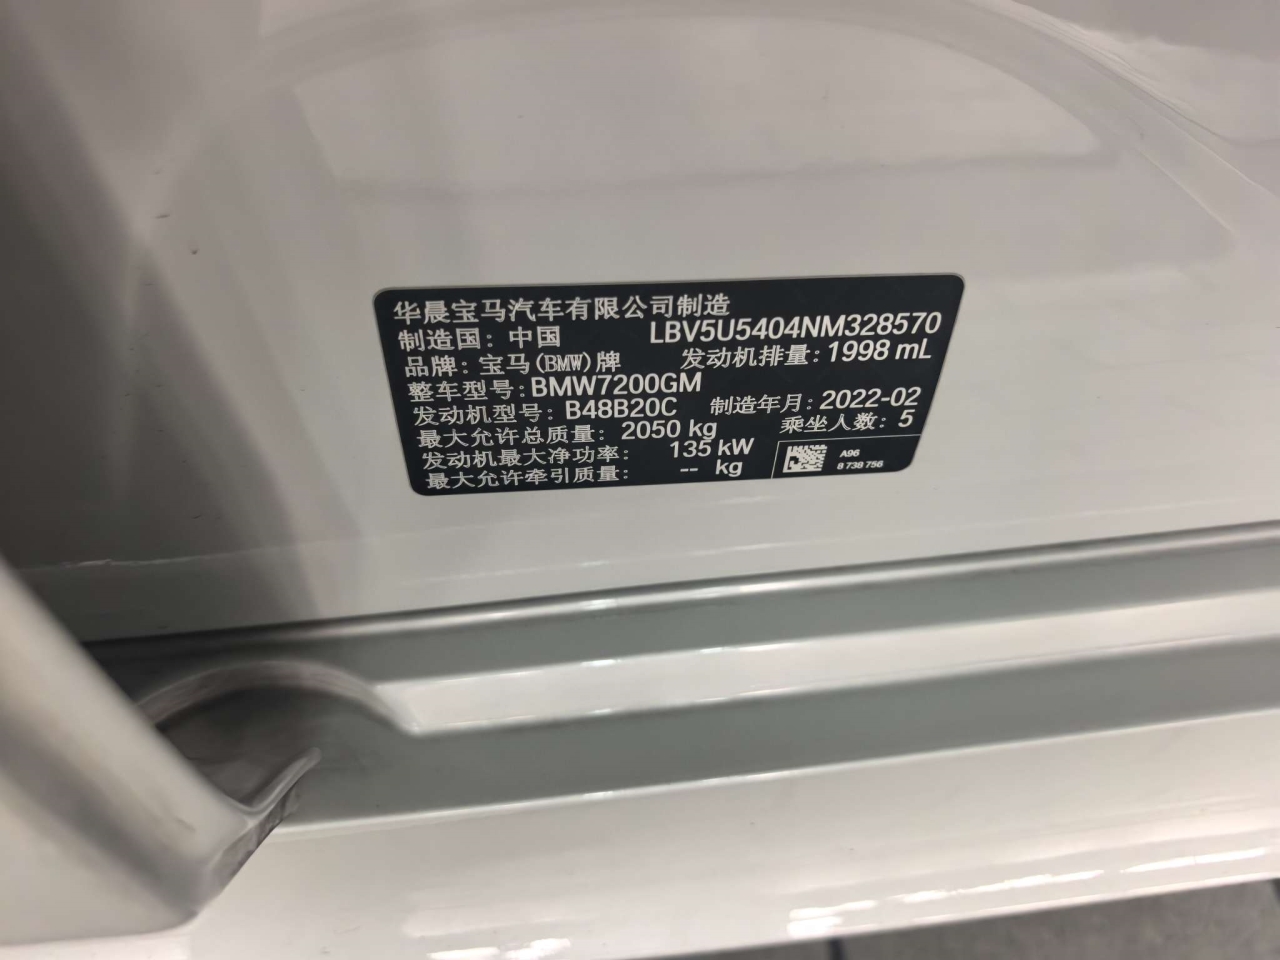 华晨宝马汽车有限公司制造
制造国：中国 LBV5U5404NM328570
品牌：宝马(BMW)牌 发动机排量：1998 mL
整车型号：BMW7200GM
发动机型号：B48B20C 制造年月：2022-02
最大允许总质量：2050 kg 乘坐人数：5
发动机最大净功率：135 kW
最大允许牵引质量：-- kg
A96
8 738 756